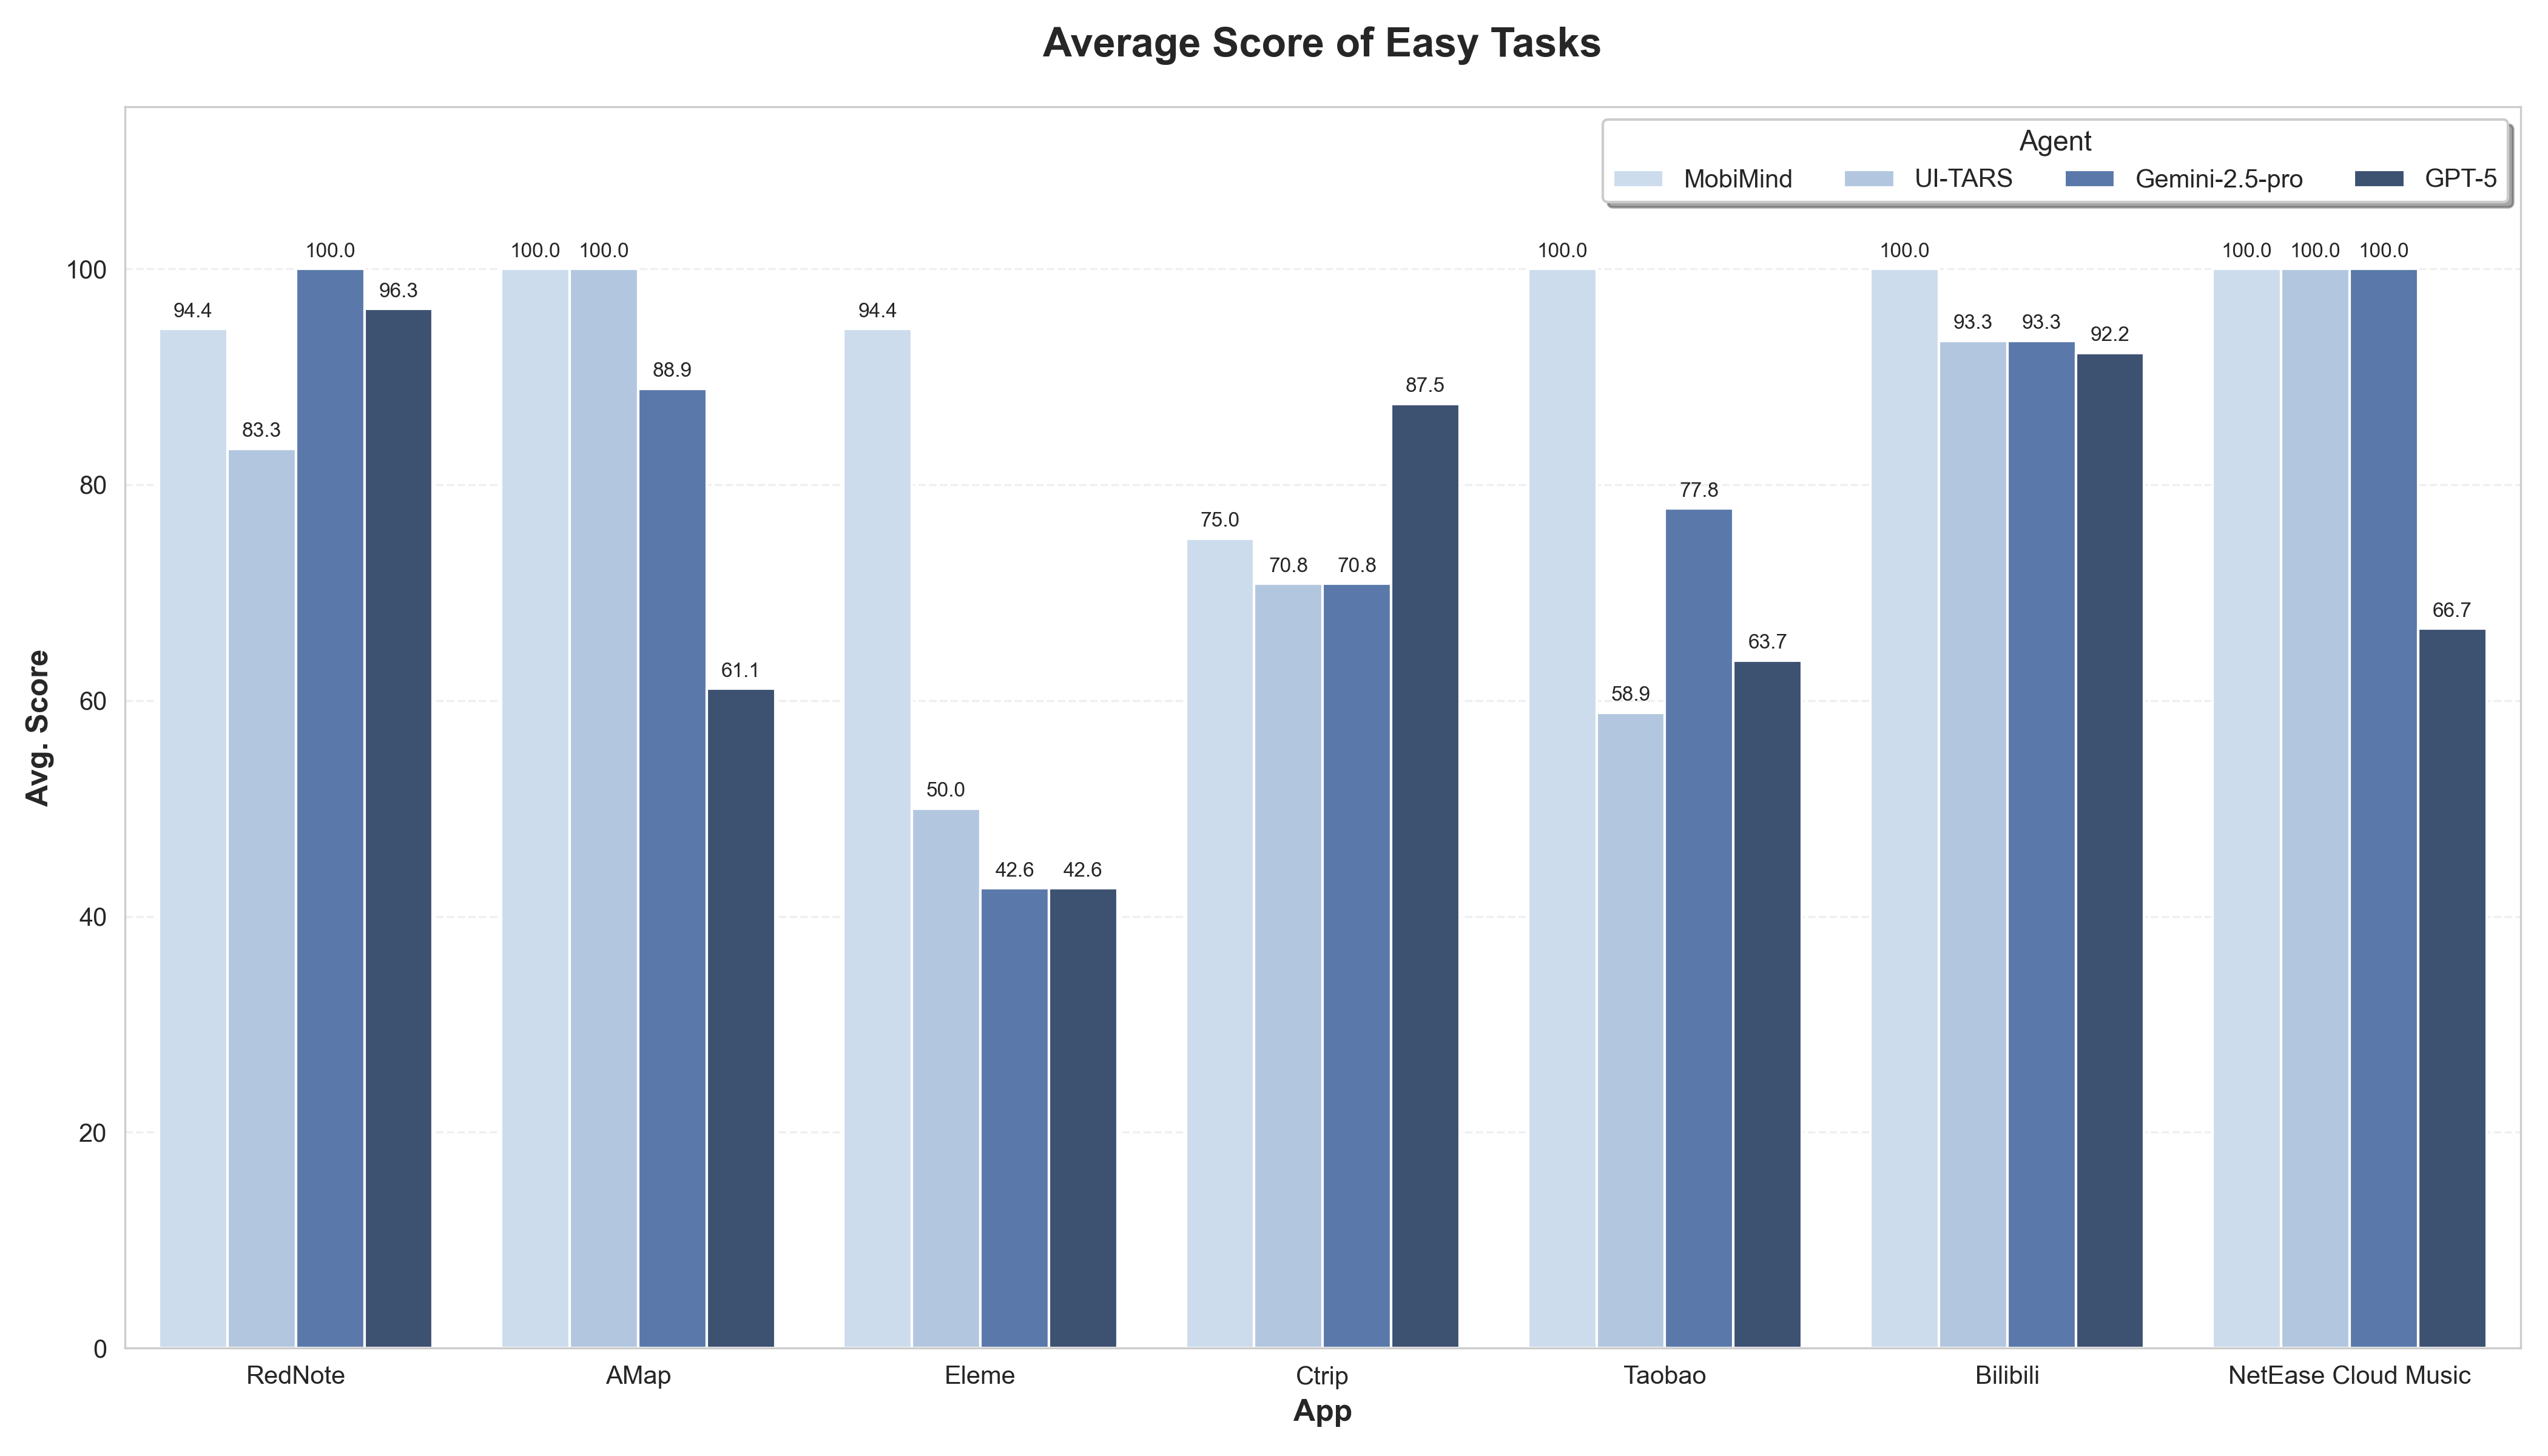 Average Score of Easy Tasks
Agent
MobiMind UI-TARS Gemini-2.5-pro GPT-5
Avg. Score
100
80
60
40
20
0
94.4 83.3 100.0 96.3
100.0 100.0 88.9 61.1
94.4 50.0 42.6 42.6
75.0 70.8 70.8 87.5
100.0 58.9 77.8 63.7
100.0 93.3 93.3 92.2
100.0 100.0 100.0 66.7
RedNote AMap Eleme Ctrip Taobao Bilibili NetEase Cloud Music
App